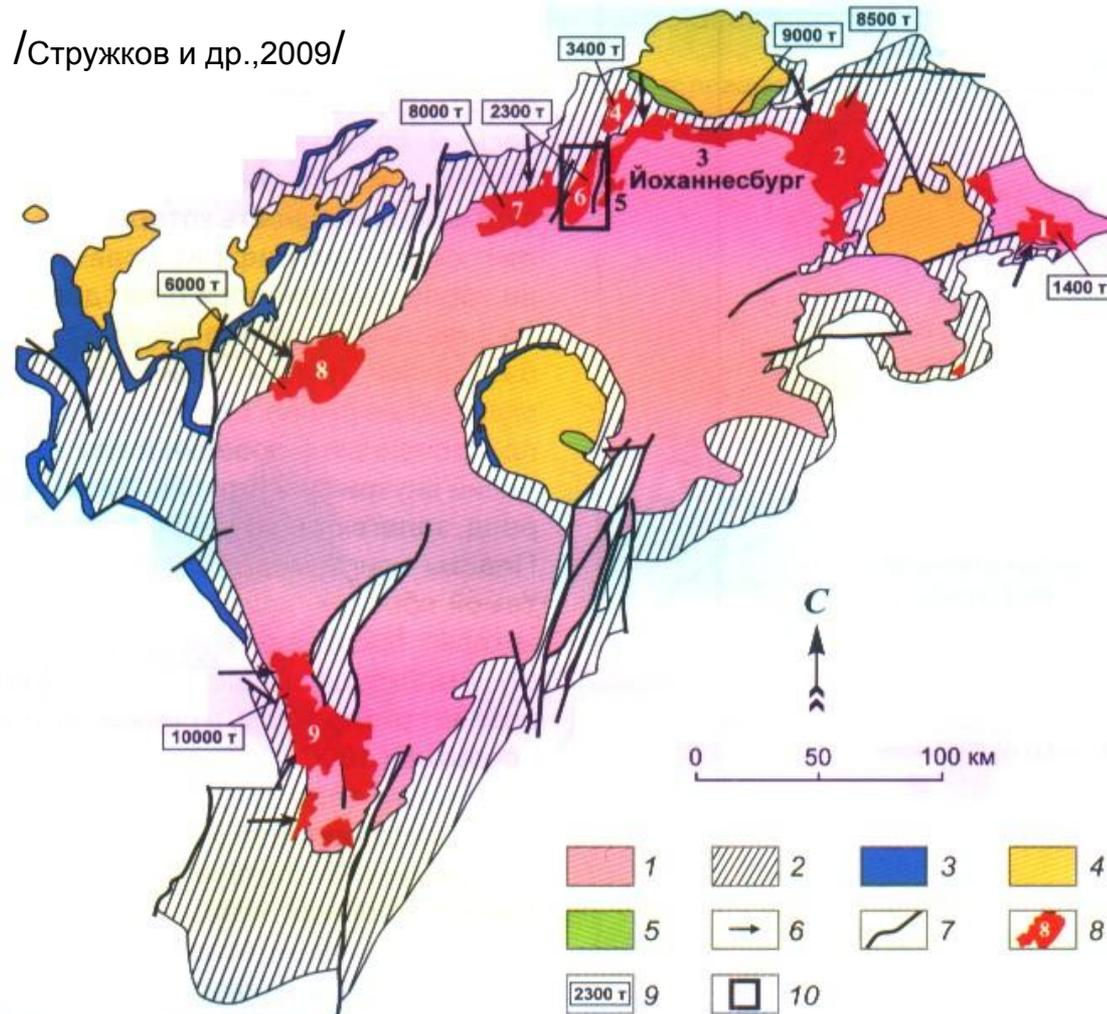 /Стружков и др.,2009/
8500 т
9000 т
3400 т
8000 т
2300 т
4
2
3
Йоханнесбург
6
5
7
1
1400 т
6000 т
8
С
10000 т
9
0 50 100 км
1 2 3 4
5 6 7 8 8
2300 т 9 10